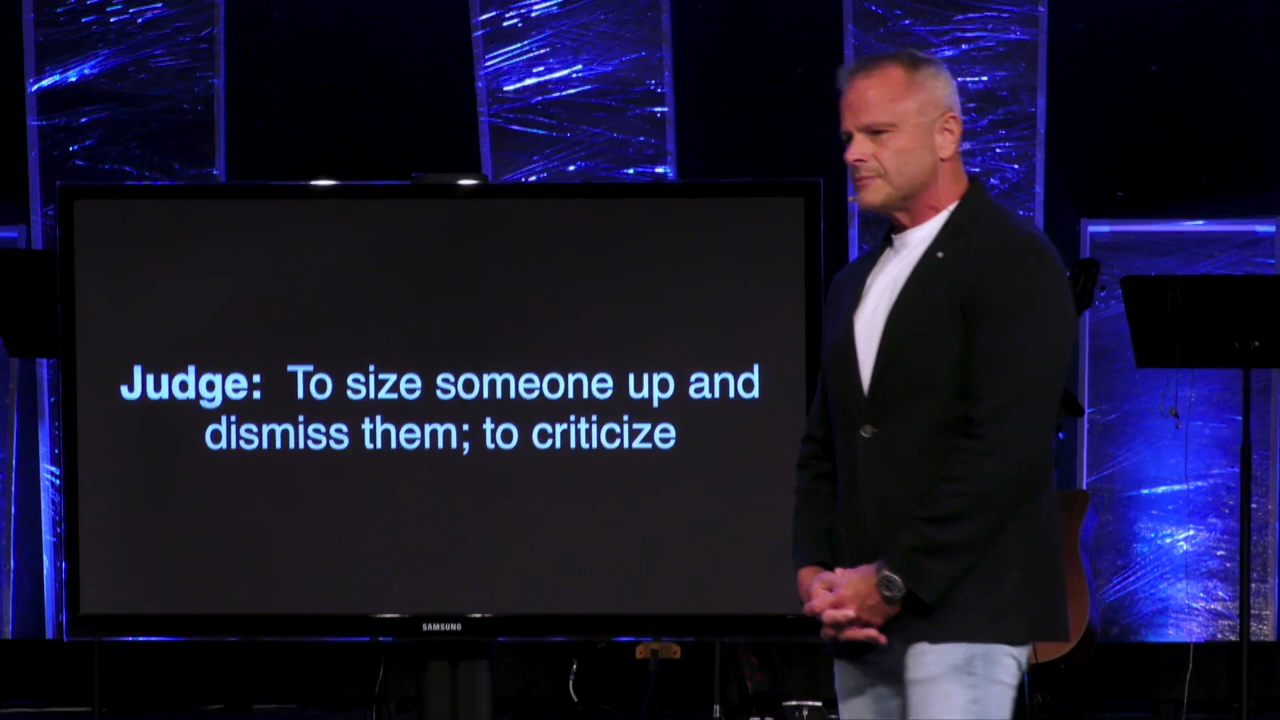 Judge: To size someone up and
dismiss them; to criticize
SAMSUNG